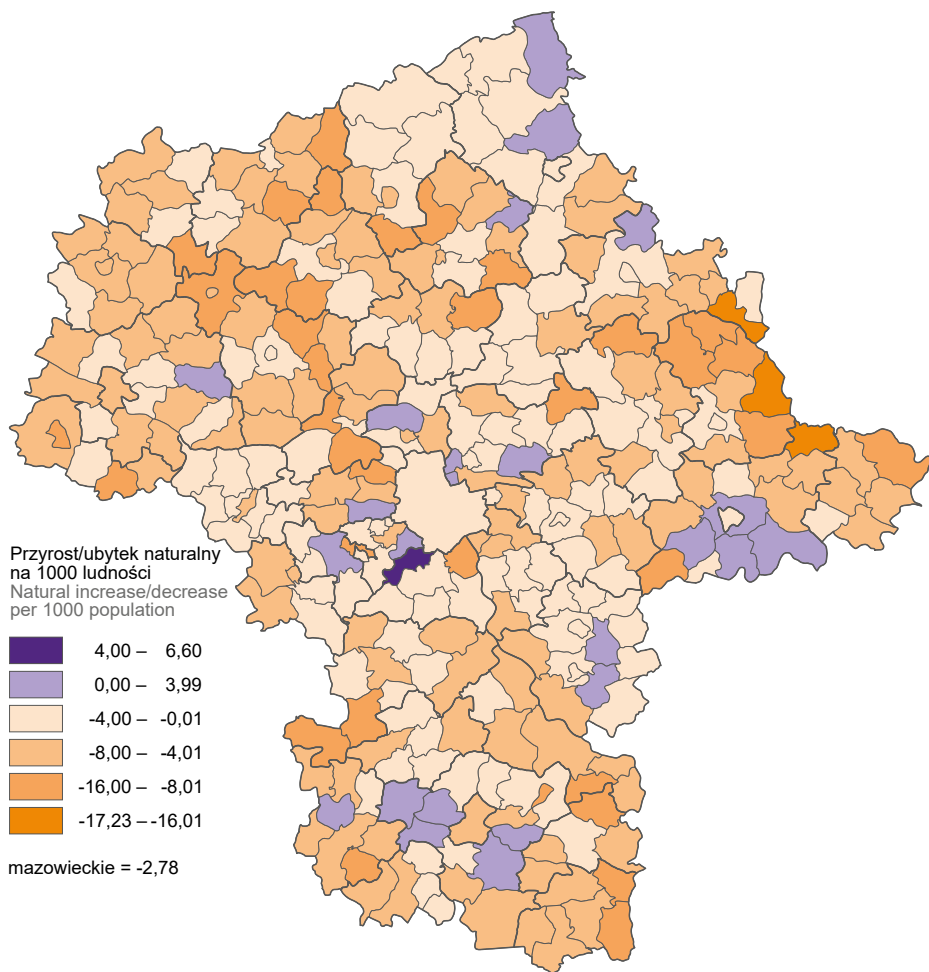 Przyrost/ubytek naturalny
na 1000 ludności
Natural increase/decrease
per 1000 population
4,00 – 6,60
0,00 – 3,99
-4,00 – -0,01
-8,00 – -4,01
-16,00 – -8,01
-17,23 – -16,01
mazowieckie = -2,78